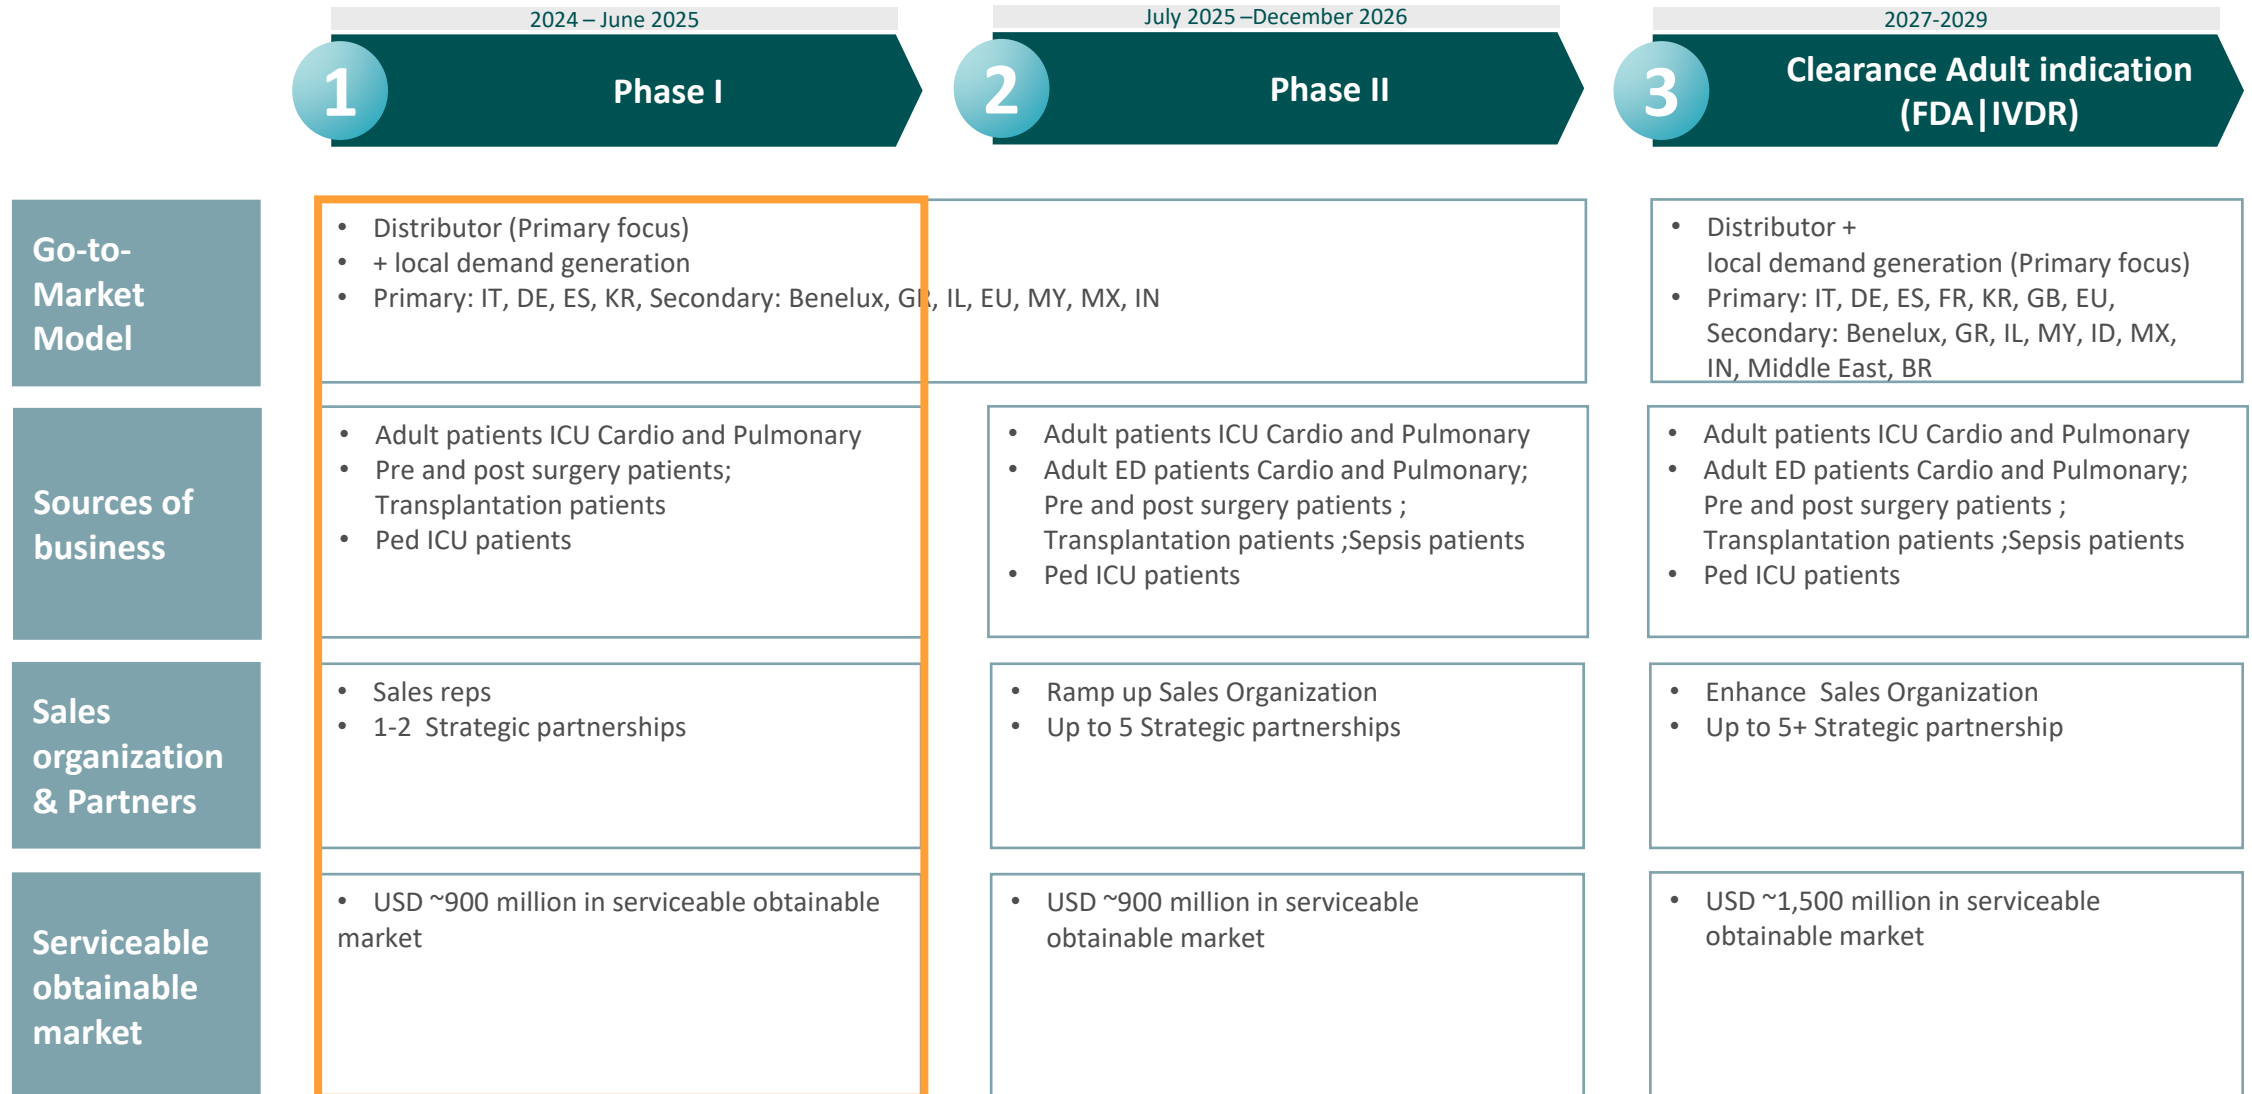 2024 – June 2025
July 2025 –December 2026
2027-2029
1
Phase I
2
Phase II
3
Clearance Adult indication
(FDA|IVDR)
Go-to-
Market
Model
• Distributor (Primary focus)
• + local demand generation
• Primary: IT, DE, ES, KR, Secondary: Benelux, GR, IL, EU, MY, MX, IN
• Distributor +
local demand generation (Primary focus)
• Primary: IT, DE, ES, FR, KR, GB, EU,
Secondary: Benelux, GR, IL, MY, ID, MX,
IN, Middle East, BR
Sources of
business
• Adult patients ICU Cardio and Pulmonary
• Pre and post surgery patients;
Transplantation patients
• Ped ICU patients
• Adult patients ICU Cardio and Pulmonary
• Adult ED patients Cardio and Pulmonary;
Pre and post surgery patients ;
Transplantation patients ;Sepsis patients
• Ped ICU patients
• Adult patients ICU Cardio and Pulmonary
• Adult ED patients Cardio and Pulmonary;
Pre and post surgery patients ;
Transplantation patients ;Sepsis patients
• Ped ICU patients
Sales
organization
& Partners
• Sales reps
• 1-2 Strategic partnerships
• Ramp up Sales Organization
• Up to 5 Strategic partnerships
• Enhance Sales Organization
• Up to 5+ Strategic partnership
Serviceable
obtainable
market
• USD ~900 million in serviceable obtainable
market
• USD ~900 million in serviceable
obtainable market
• USD ~1,500 million in serviceable
obtainable market